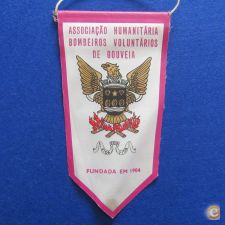 ASSOCIAÇÃO HUMANITÁRIA
BOMBEIROS VOLUNTÁRIOS
DE GOUVEIA
FUNDADA EM 1904